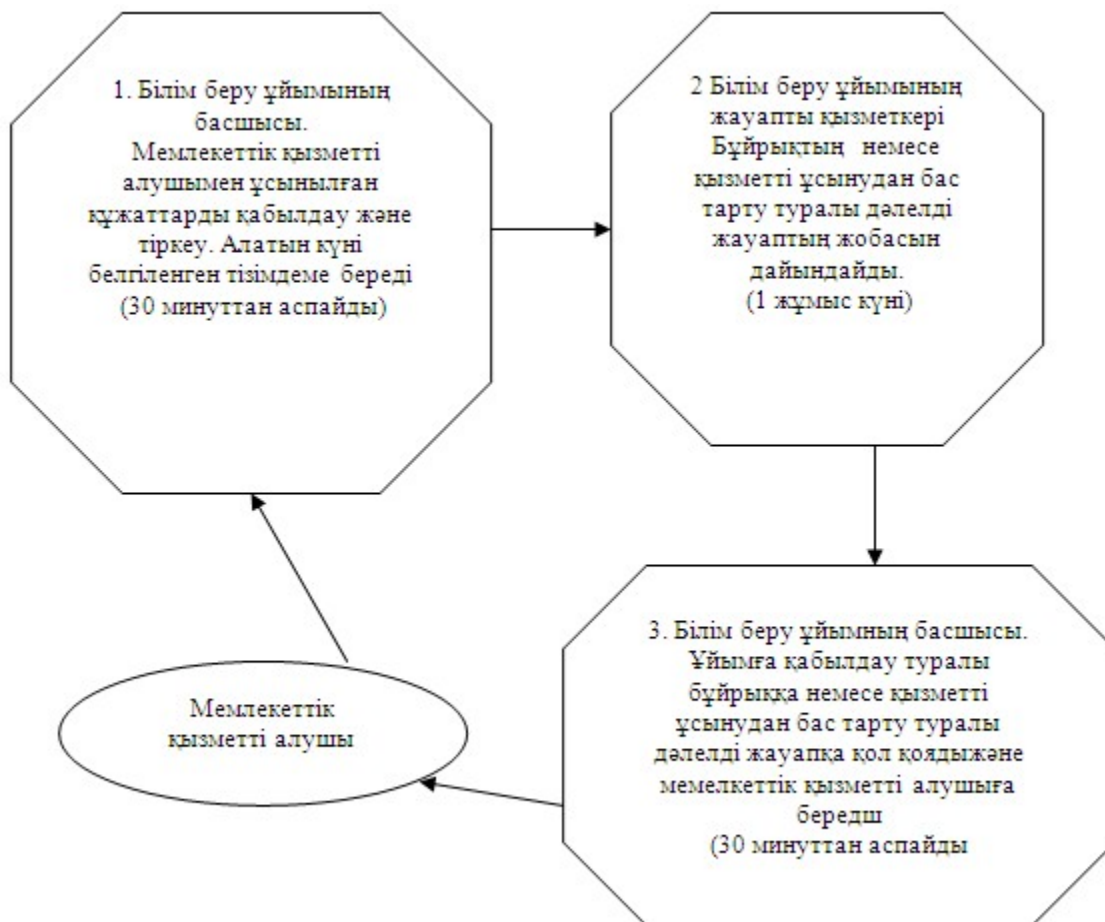 1. Білім беру ұйымының
басшысы.
Мемлекеттік қызметті
алушымен ұсынылған
құжаттарды қабылдау және
тіркеу. Алатын күні
белгіленген тізімдеме береді
(30 минуттан аспайды)
2 Білім беру ұйымының
жауапты қызметкері
Бұйрықтың немесе
қызметті ұсынудан бас
тарту туралы дәлелді
жауаптың жобасын
дайындайды.
(1 жұмыс күні)
3. Білім беру ұйымның басшысы.
Ұйымға қабылдау туралы
бұйрыққа немесе қызметті
ұсынудан бас тарту туралы
дәлелді жауапқа қол қоядыжәне
мемелкеттік қызметті алушыға
бередш
(30 минуттан аспайды
Мемлекеттік
қызметті алушы